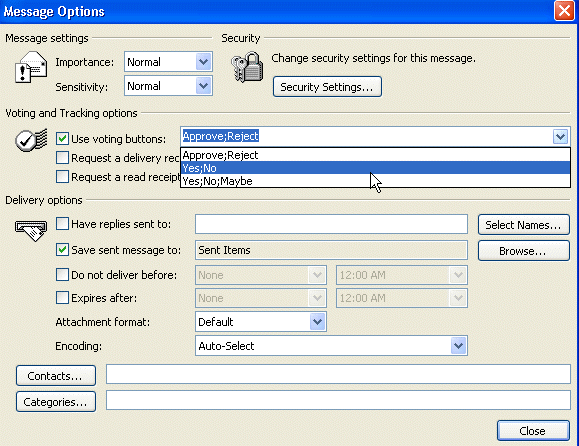 Message Options
Message settings
Security
Importance: Normal
Sensitivity: Normal
Change security settings for this message.
Security Settings...
Voting and Tracking options
Use voting buttons: Approve;Reject
Approve;Reject
Request a delivery rec
Yes;No
Request a read receipt
Yes;No;Maybe
Delivery options
Have replies sent to: Select Names...
Save sent message to: Sent Items Browse...
Do not deliver before: None 12:00 AM
Expires after: None 12:00 AM
Attachment format: Default
Encoding: Auto-Select
Contacts...
Categories...
Close